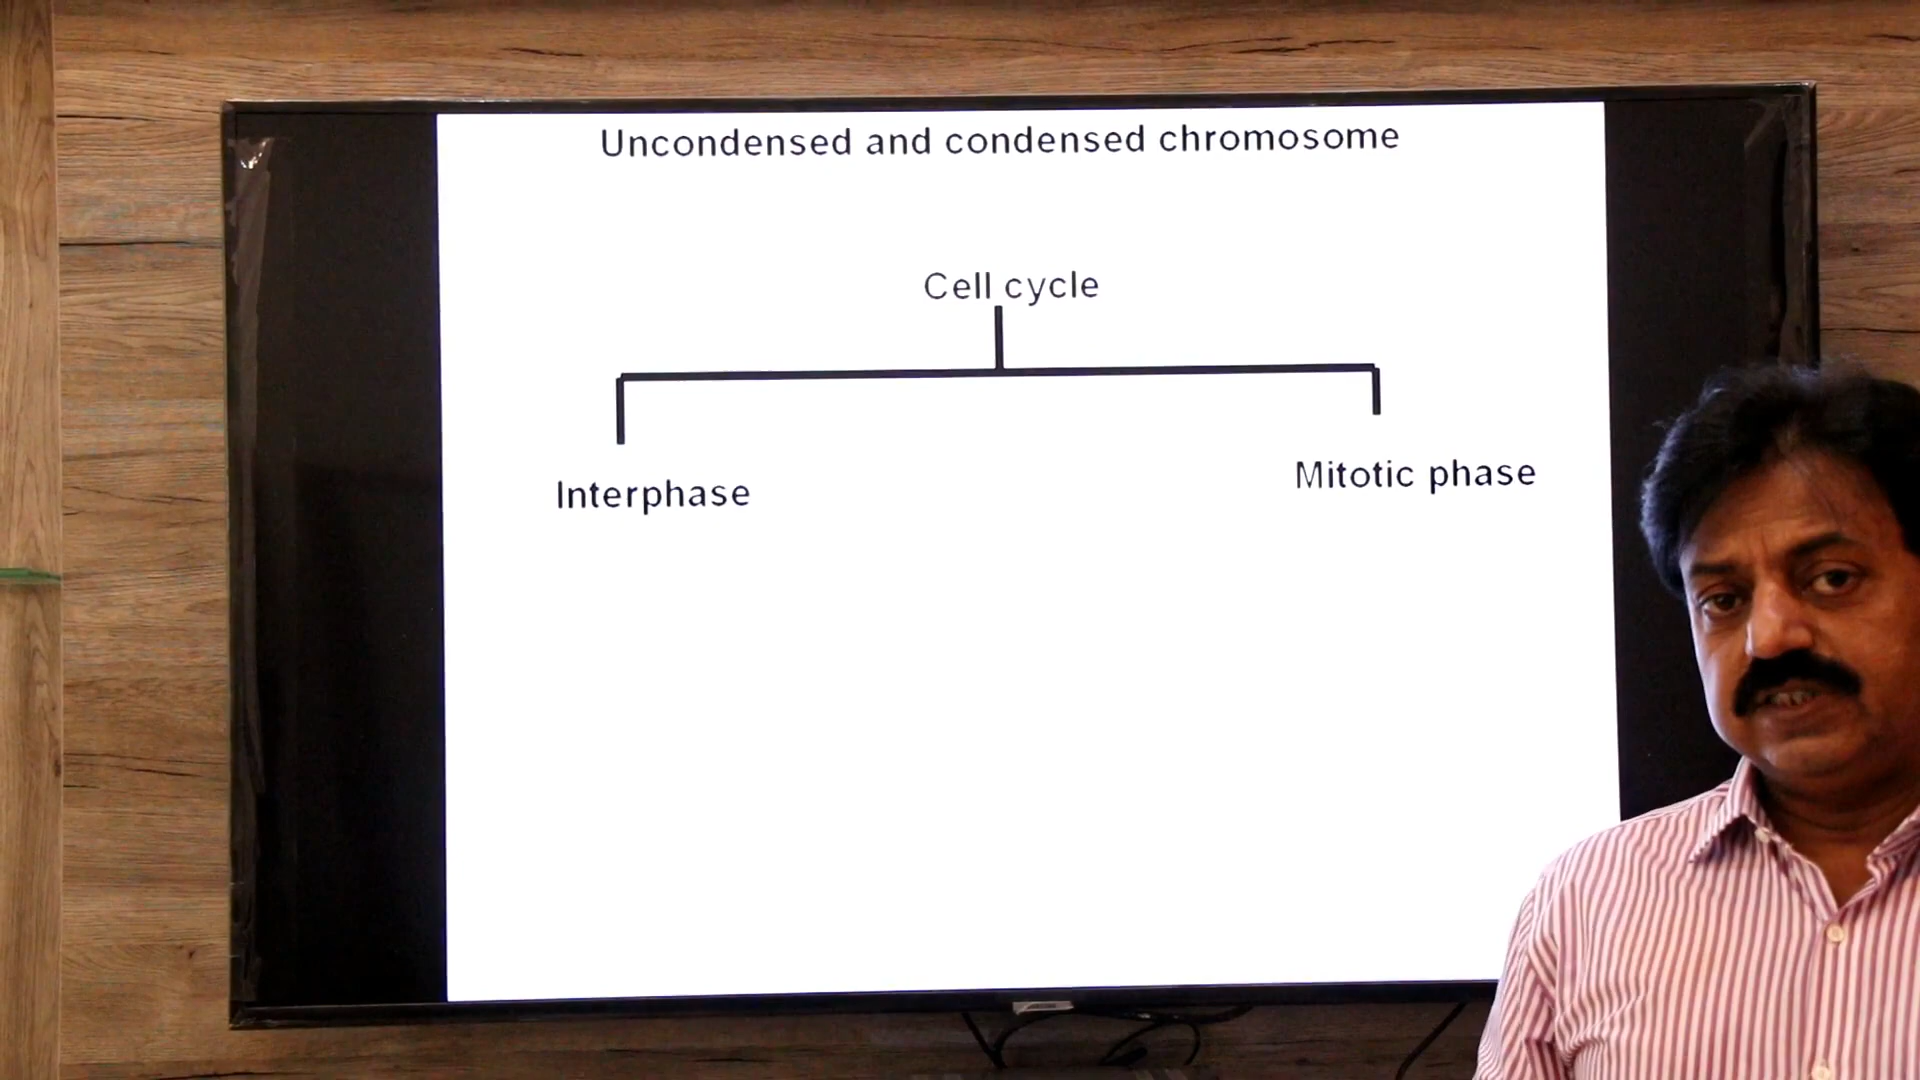 Uncondensed and condensed chromosome
Cell cycle
Interphase
Mitotic phase